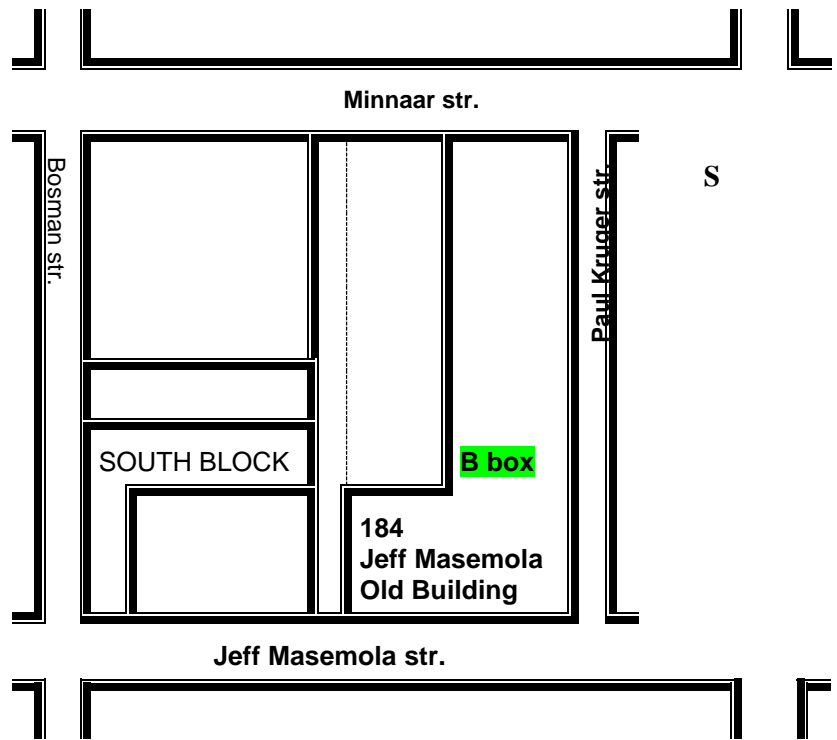 Minnaar str.
Bosman str.
Paul Kruger str.
S
SOUTH BLOCK
B box
184
Jeff Masemola
Old Building
Jeff Masemola str.